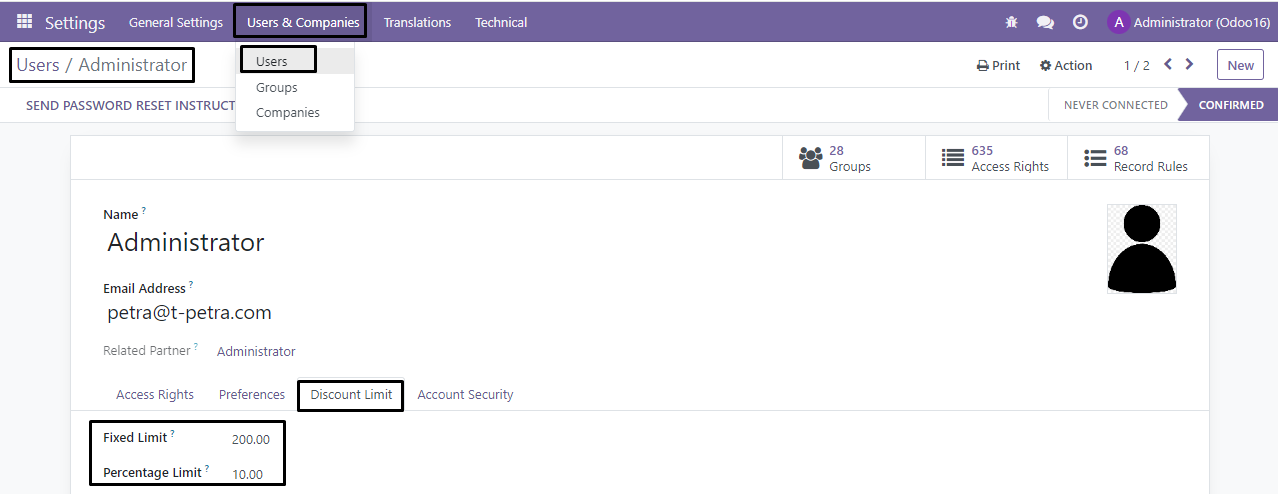 Settings General Settings Users & Companies Translations Technical A Administrator (Odoo16)
Users / Administrator Users Print Action 1 / 2 New
Groups
SEND PASSWORD RESET INSTRUCT Companies NEVER CONNECTED CONFIRMED
28 Groups
635 Access Rights
68 Record Rules
Name ?
Administrator
Email Address ?
petra@t-petra.com
Related Partner ? Administrator
Access Rights Preferences Discount Limit Account Security
Fixed Limit ? 200.00
Percentage Limit ? 10.00